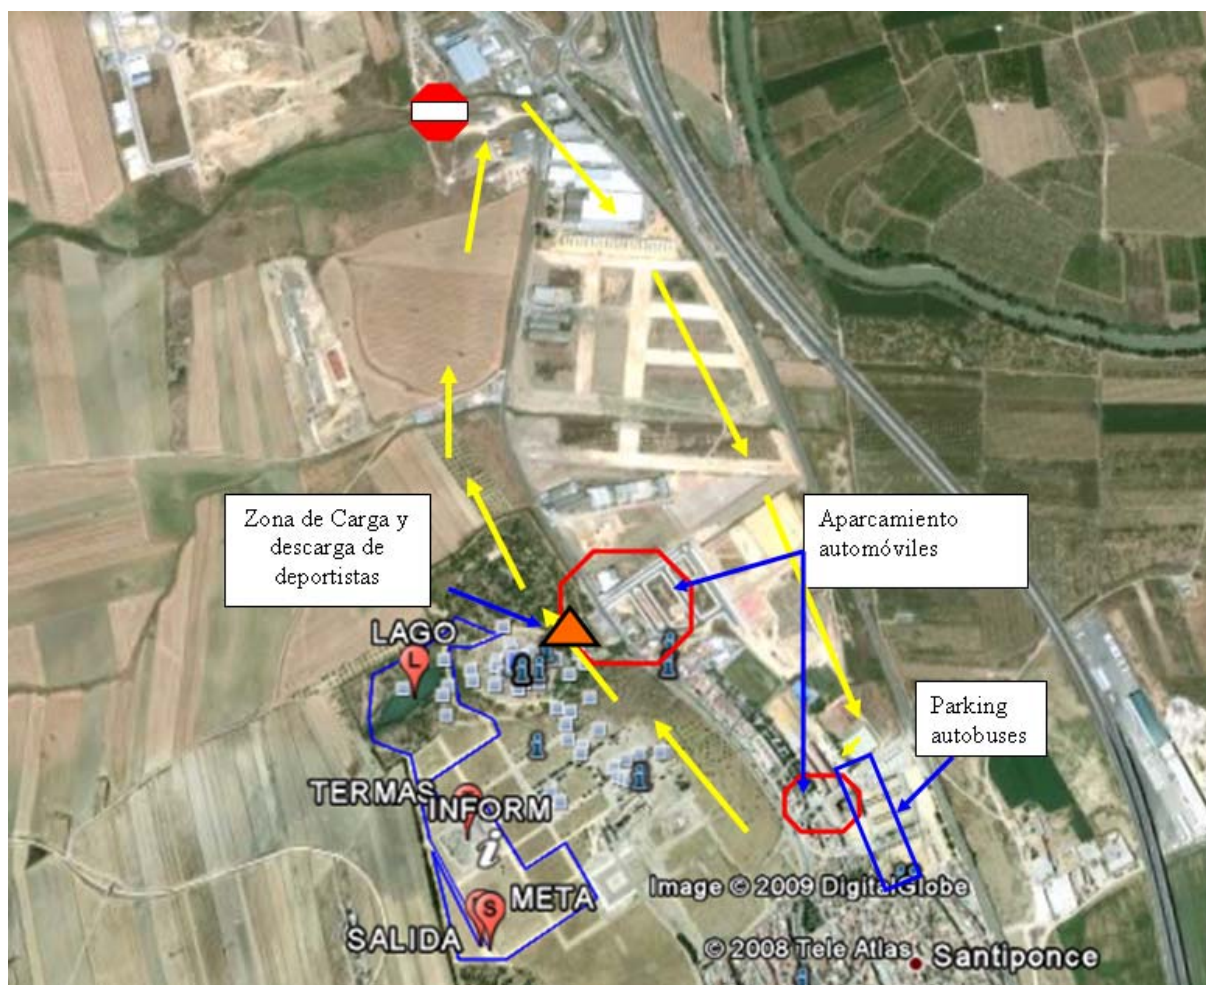 Zona de Carga y
descarga de
deportistas
Aparcamiento
automóviles
LAGO
L
Parking
autobuses
TERMAS
INFORM
i
META
S
SALIDA
Image © 2009 DigitalGlobe
© 2008 Tele Atlas
Santiponce